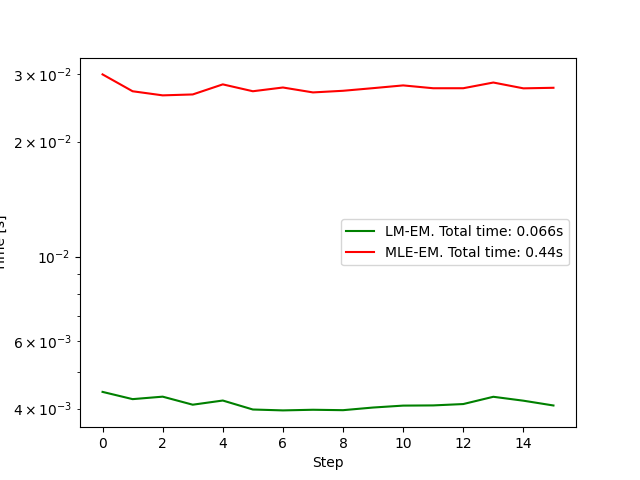 3 × 10⁻²
2 × 10⁻²
10⁻²
6 × 10⁻³
4 × 10⁻³
[s]
LM-EM. Total time: 0.066s
MLE-EM. Total time: 0.44s
0 2 4 6 8 10 12 14
Step